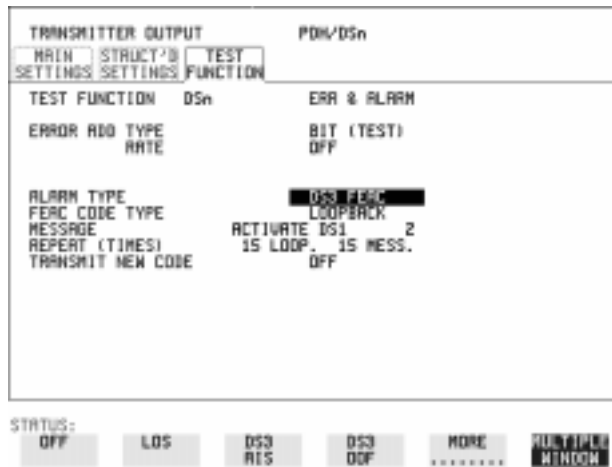 TRANSMITTER OUTPUT PDH/DSn
MAIN SETTINGS STRUCT'D SETTINGS TEST FUNCTION
TEST FUNCTION DSn ERR & ALARM
ERROR ADD TYPE BIT (TEST)
RATE OFF
ALARM TYPE DS3 FEAC
FEAC CODE TYPE LOOPBACK
MESSAGE ACTIVATE DS1 2
REPEAT (TIMES) 15 LOOP. 15 MESS.
TRANSMIT NEW CODE OFF
STATUS:
OFF LOS DS3 AIS DS3 OOF MORE ........ MULTIPLE WINDOW